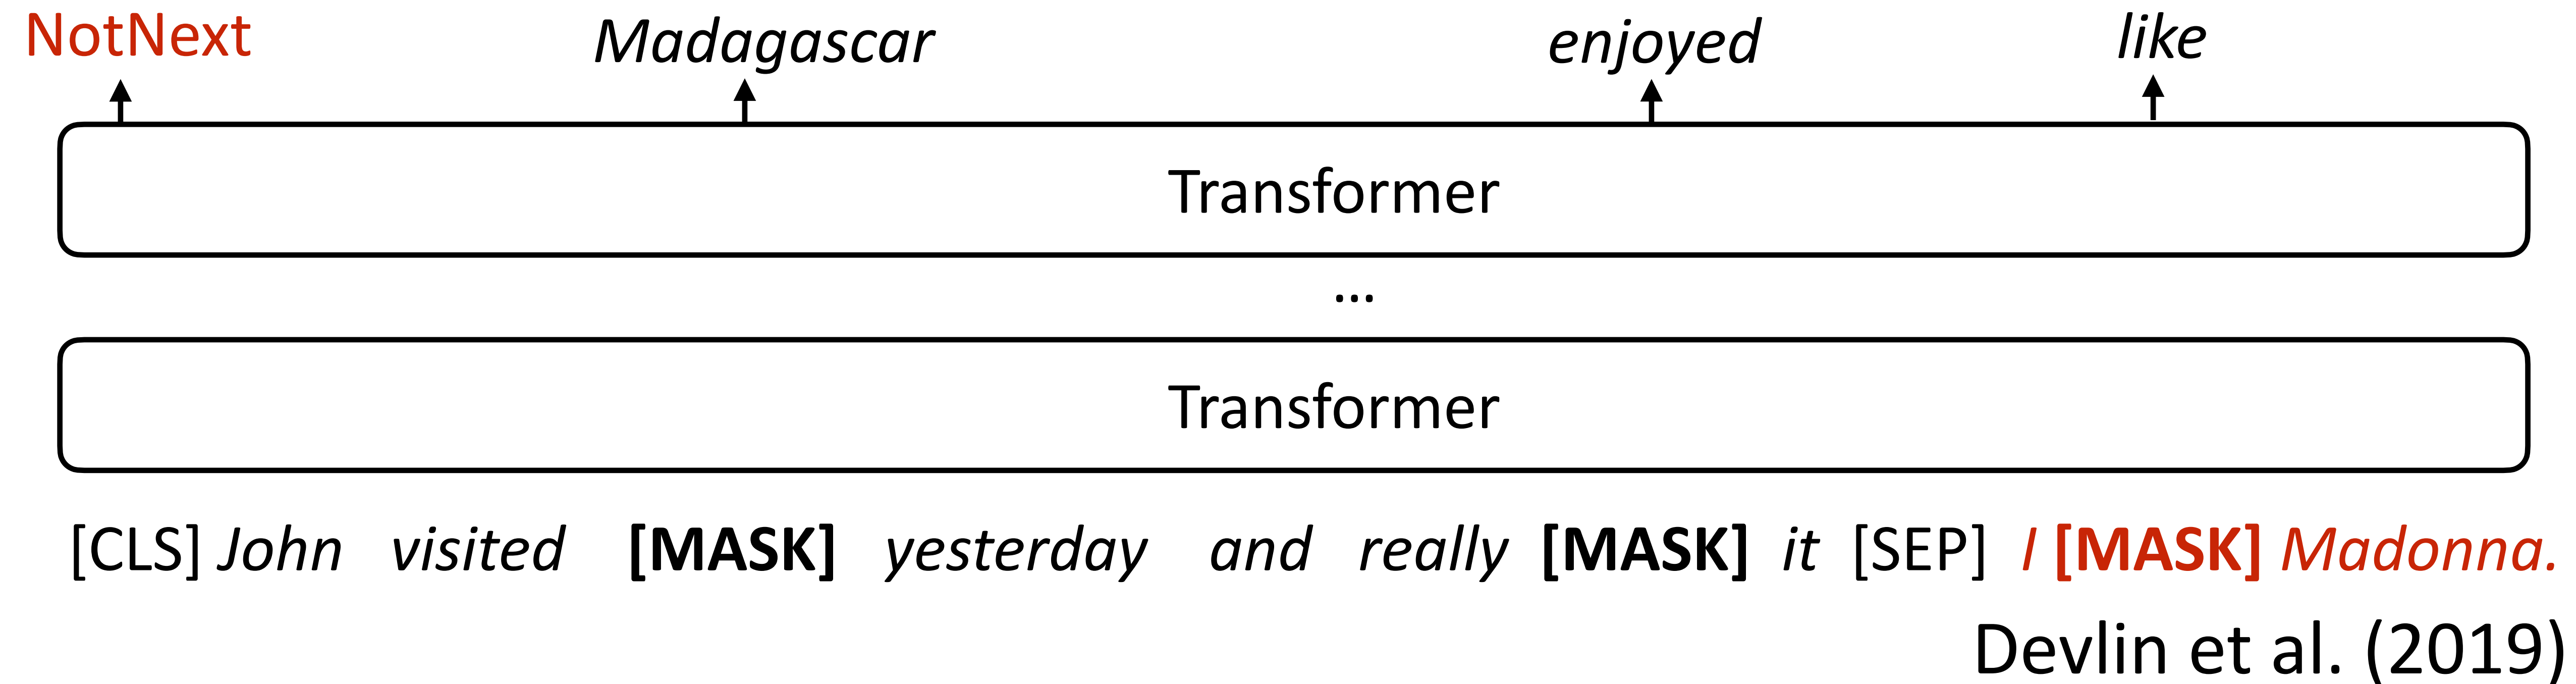 NotNext Madagascar enjoyed like
Transformer
...
Transformer
[CLS] John visited [MASK] yesterday and really [MASK] it [SEP] I [MASK] Madonna.
Devlin et al. (2019)